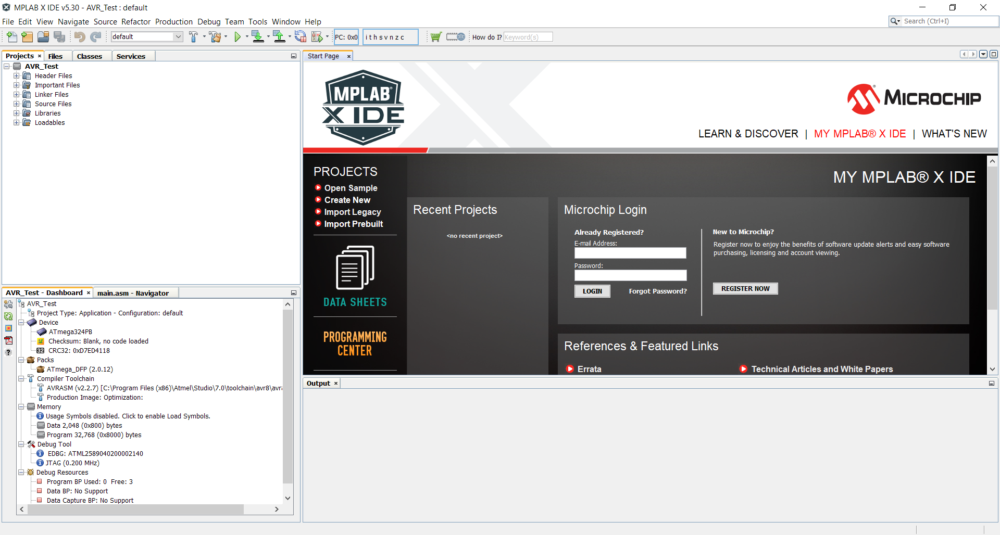 MPLAB X IDE v5.30 - AVR_Test : default
File Edit View Navigate Source Refactor Production Debug Team Tools Window Help
Search (Ctrl+I)
default
PC: 0x0
i t h s v n z c
How do I? Keyword(s)
Projects
Files
Classes
Services
AVR_Test
Header Files
Important Files
Linker Files
Source Files
Libraries
Loadables
Start Page
MPLAB®
X IDE
MICROCHIP
LEARN & DISCOVER | MY MPLAB® X IDE | WHAT'S NEW
PROJECTS
Open Sample
Create New
Import Legacy
Import Prebuilt
DATA SHEETS
PROGRAMMING
CENTER
MY MPLAB® X IDE
Recent Projects
<no recent project>
Microchip Login
Already Registered?
E-mail Address:
Password:
LOGIN
Forgot Password?
New to Microchip?
Register now to enjoy the benefits of software update alerts and easy software
purchasing, licensing and account viewing.
REGISTER NOW
References & Featured Links
Errata
Technical Articles and White Papers
AVR_Test - Dashboard
main.asm - Navigator
AVR_Test
Project Type: Application - Configuration: default
Device
ATmega324PB
Checksum: Blank, no code loaded
32 CRC32: 0xD7ED4118
Packs
ATmega_DFP (2.0.12)
Compiler Toolchain
AVRASM (v2.2.7) [C:\Program Files (x86)\Atmel\Studio\7.0\toolchain\avr8\avra
Production Image: Optimization:
Memory
Usage Symbols disabled. Click to enable Load Symbols.
Data 2,048 (0x800) bytes
Program 32,768 (0x8000) bytes
Debug Tool
EDBG: ATML2589040200002140
JTAG (0.200 MHz)
Debug Resources
Program BP Used: 0 Free: 3
Data BP: No Support
Data Capture BP: No Support
Output